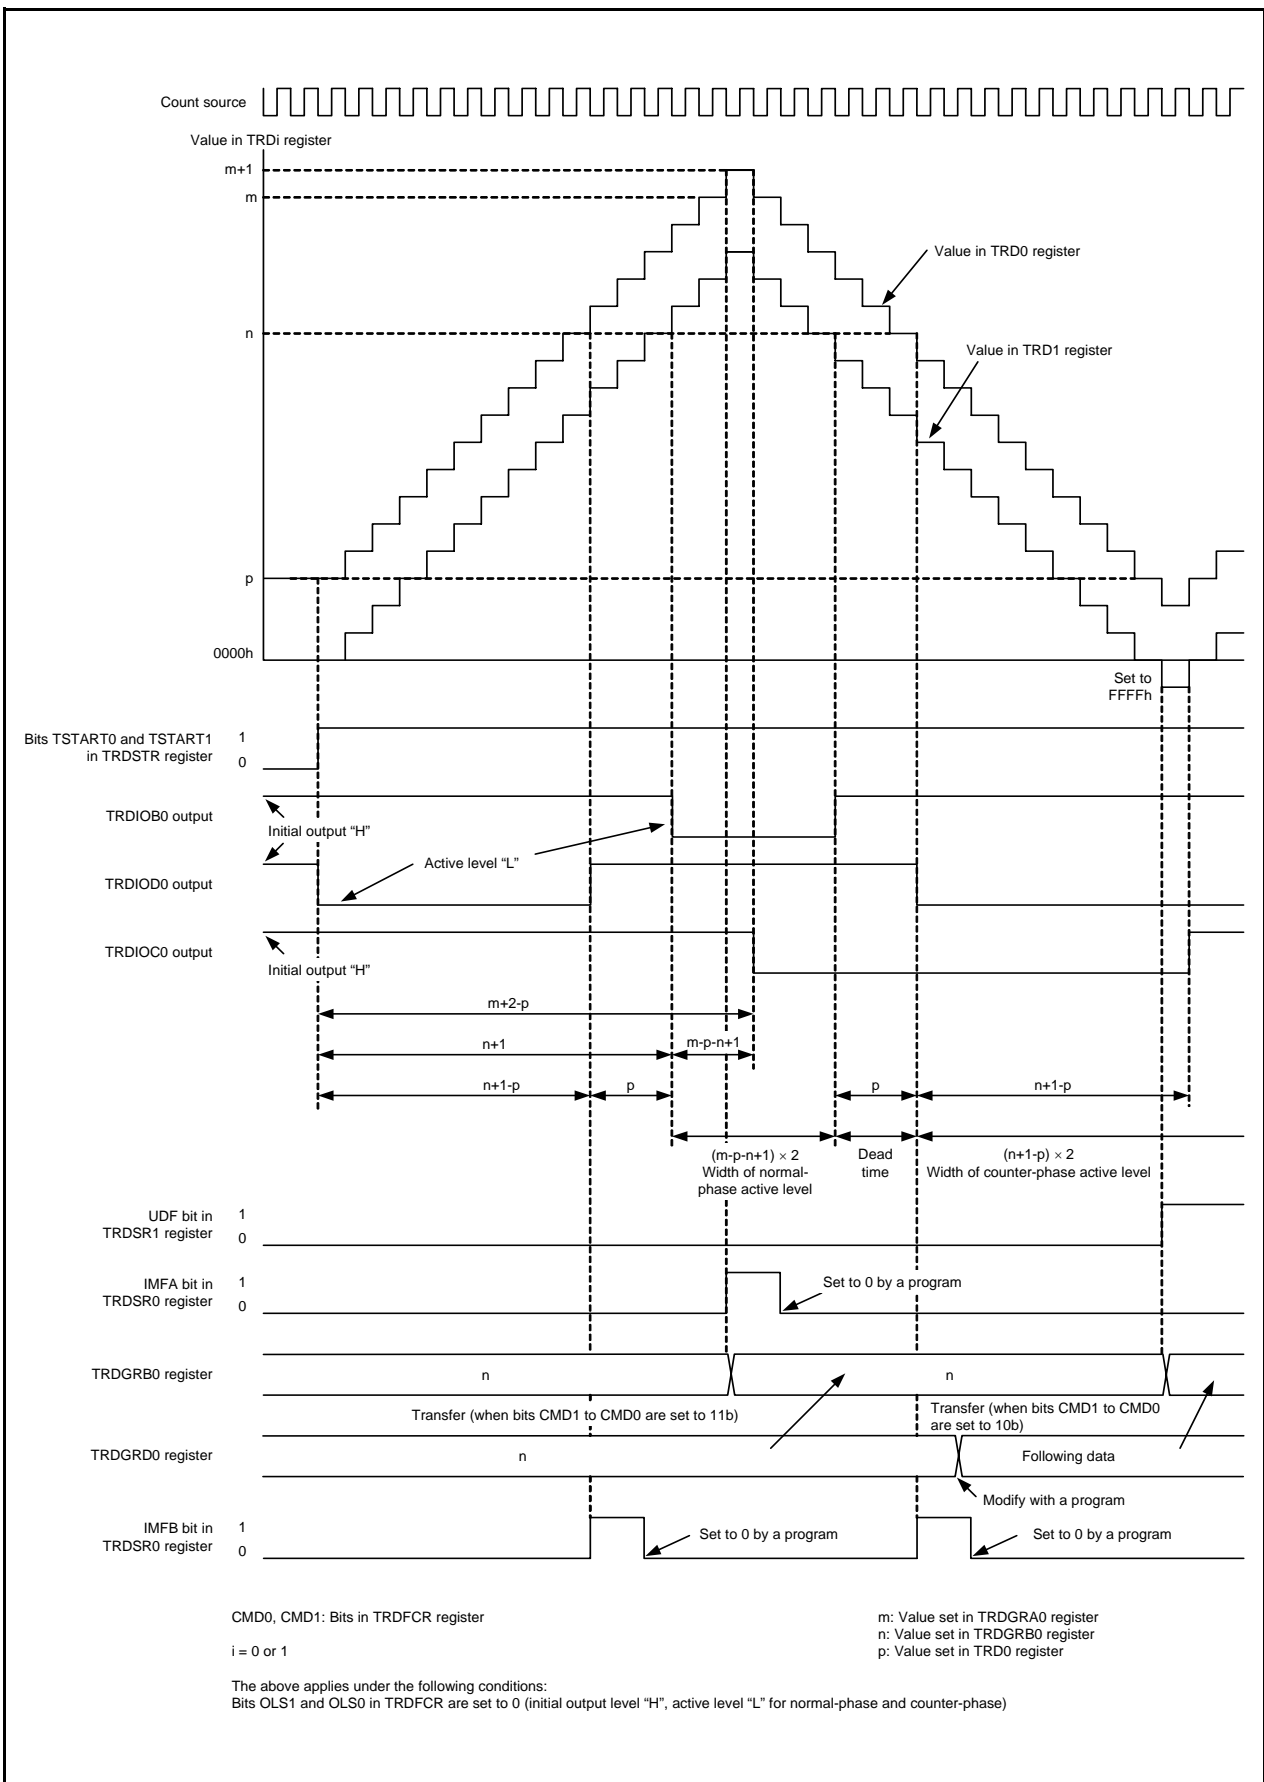 Count source
Value in TRDi register
m+1
m
Value in TRD0 register
n
Value in TRD1 register
p
0000h
Set to
FFFFh
Bits TSTART0 and TSTART1
in TRDSTR register
1
0
TRDIOB0 output
Initial output “H”
Active level “L”
TRDIOD0 output
TRDIOC0 output
Initial output “H”
m+2-p
n+1
m-p-n+1
n+1-p
p
p
n+1-p
(m-p-n+1) × 2
Width of normal-
phase active level
Dead
time
(n+1-p) × 2
Width of counter-phase active level
UDF bit in
TRDSR1 register
1
0
IMFA bit in
TRDSR0 register
1
0
Set to 0 by a program
TRDGRB0 register
n
n
Transfer (when bits CMD1 to CMD0 are set to 11b)
Transfer (when bits CMD1 to CMD0
are set to 10b)
TRDGRD0 register
n
Following data
Modify with a program
IMFB bit in
TRDSR0 register
1
0
Set to 0 by a program
Set to 0 by a program
CMD0, CMD1: Bits in TRDFCR register
i = 0 or 1
m: Value set in TRDGRA0 register
n: Value set in TRDGRB0 register
p: Value set in TRD0 register
The above applies under the following conditions:
Bits OLS1 and OLS0 in TRDFCR are set to 0 (initial output level “H”, active level “L” for normal-phase and counter-phase)